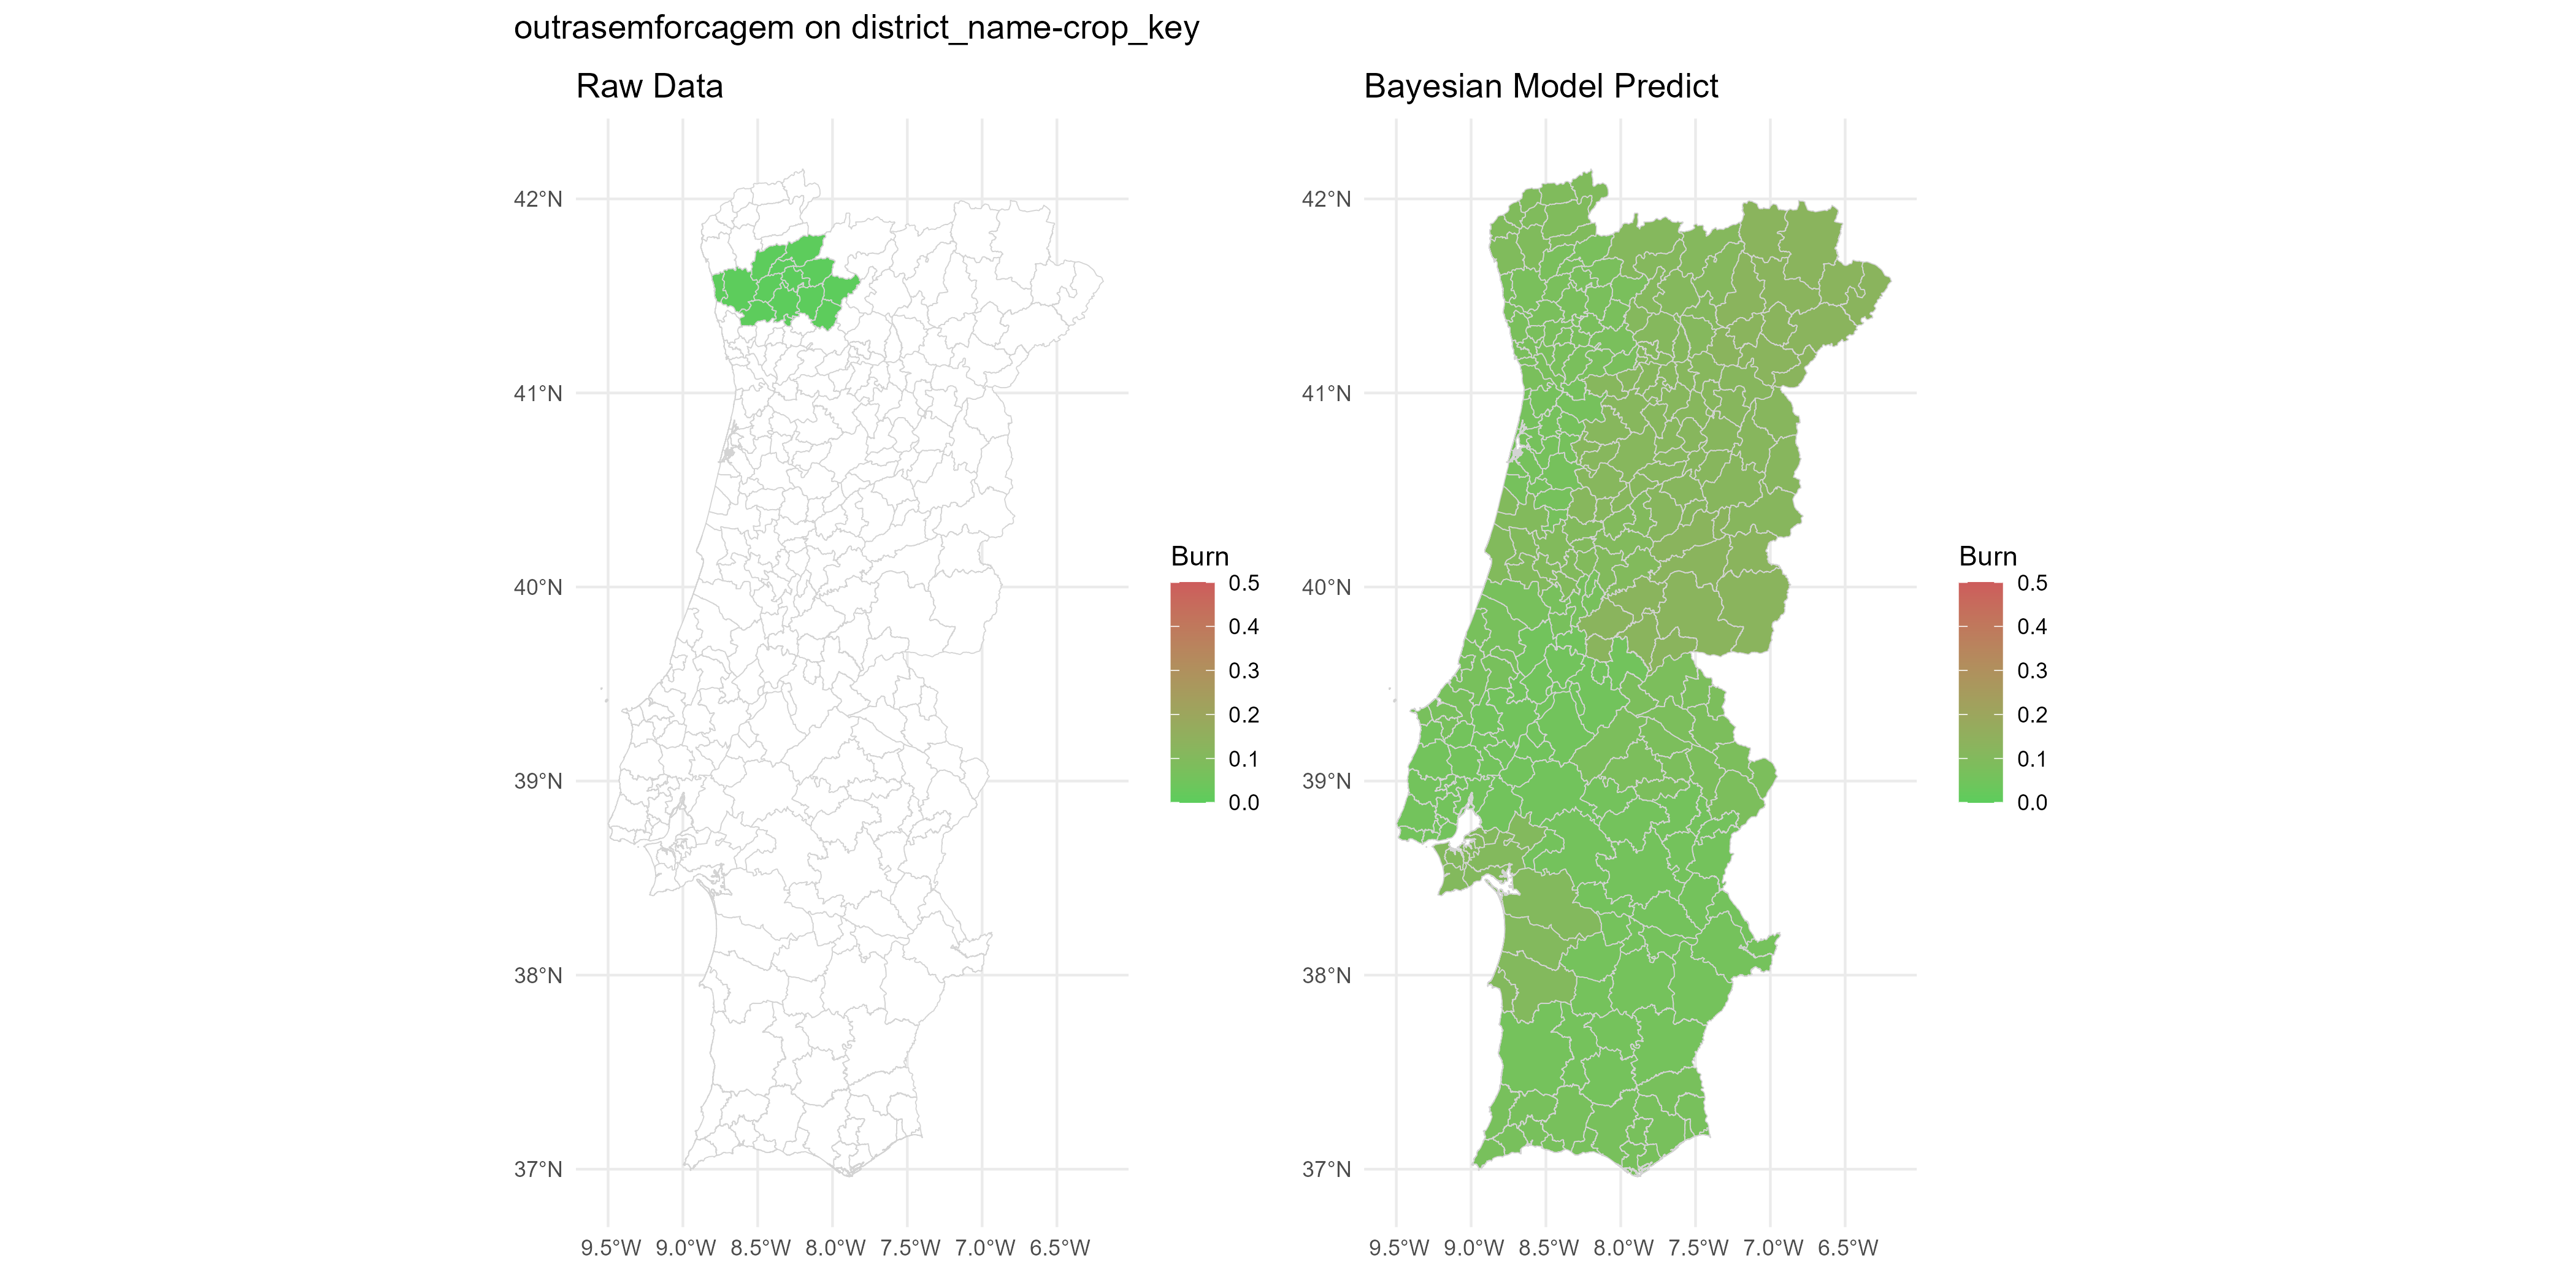 outrasemforcagem on district_name-crop_key
Raw Data
42°N
41°N
40°N
39°N
38°N
37°N
9.5°W 9.0°W 8.5°W 8.0°W 7.5°W 7.0°W 6.5°W
Burn
0.5
0.4
0.3
0.2
0.1
0.0
Bayesian Model Predict
42°N
41°N
40°N
39°N
38°N
37°N
9.5°W 9.0°W 8.5°W 8.0°W 7.5°W 7.0°W 6.5°W
Burn
0.5
0.4
0.3
0.2
0.1
0.0